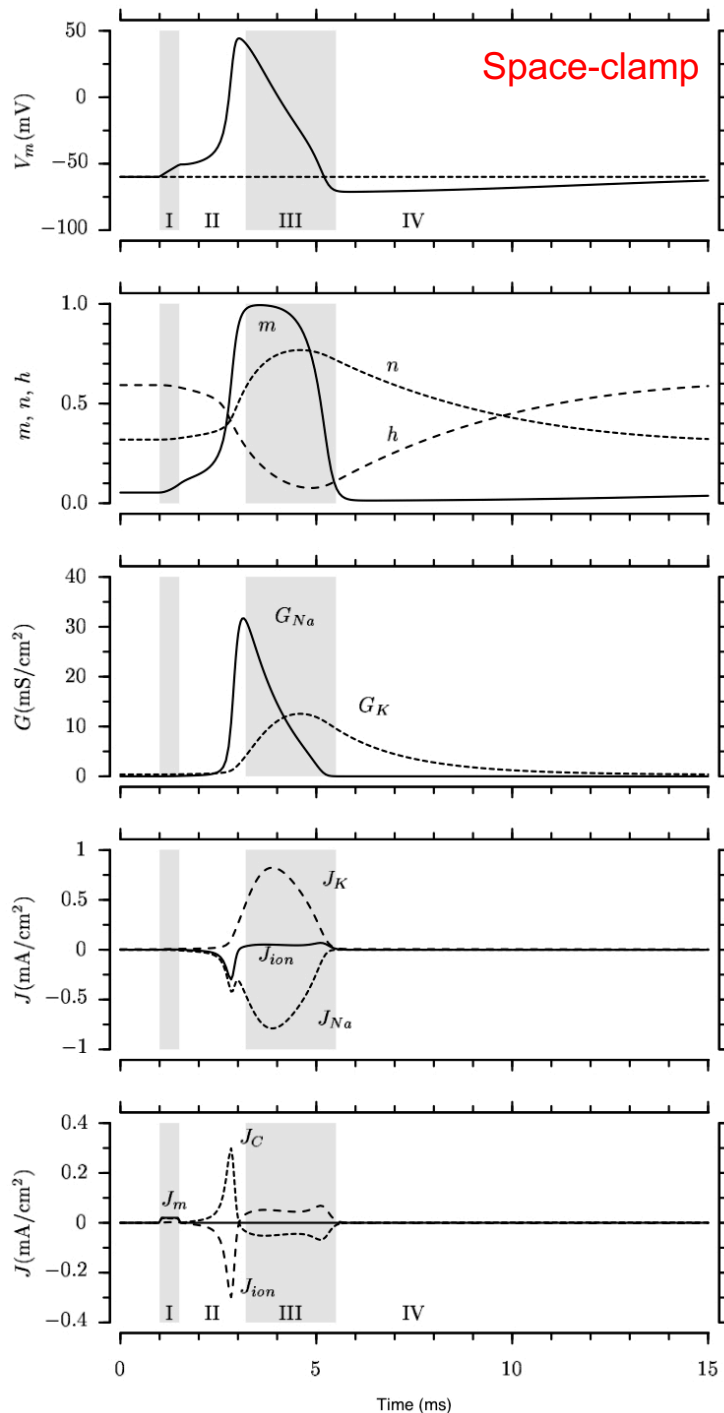 Space-clamp
V_m(mV)
50
0
−50
−100
I II III IV
m, n, h
1.0
0.5
0.0
m
n
h
G(mS/cm²)
40
30
20
10
0
G_Na
G_K
J(mA/cm²)
1
0.5
0
−0.5
−1
J_K
J_ion
J_Na
J(mA/cm²)
0.4
0.2
0
−0.2
−0.4
J_C
J_m
J_ion
I II III IV
0 5 10 15
Time (ms)